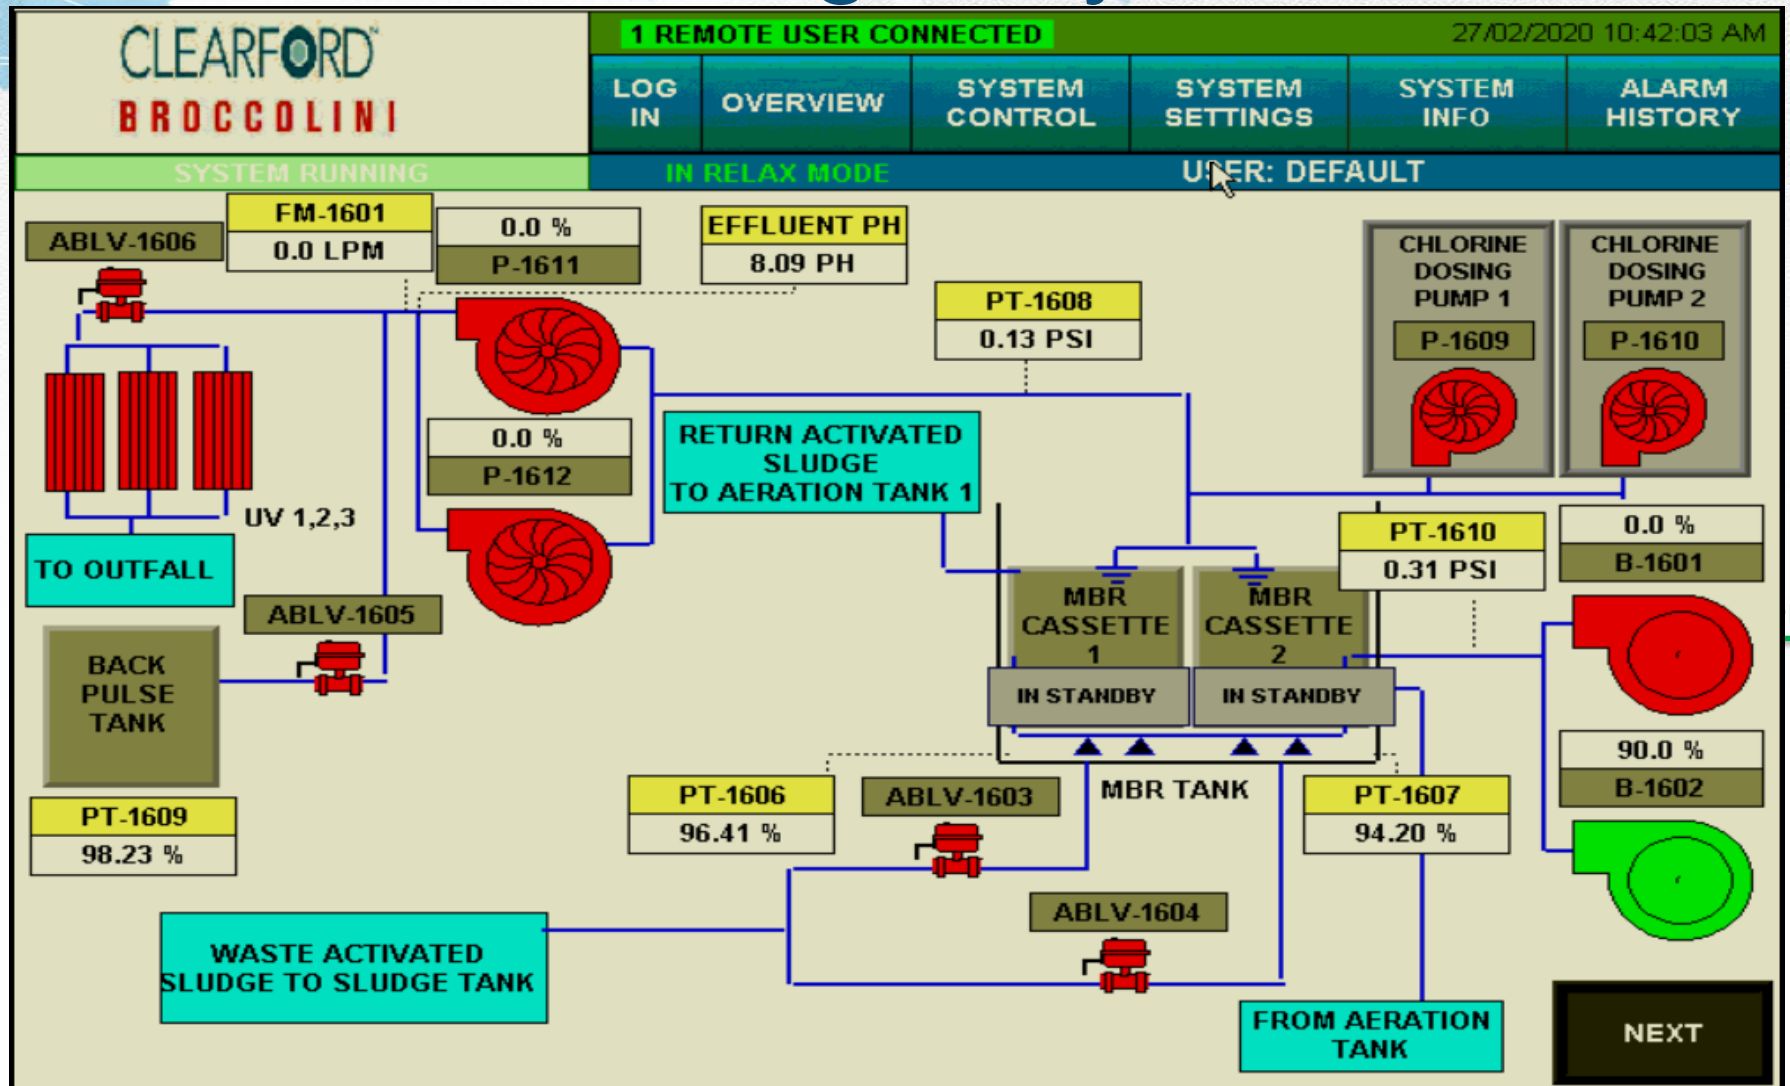 CLEARFORD
BROCCOLINI
1 REMOTE USER CONNECTED
27/02/2020 10:42:03 AM
LOG
IN
OVERVIEW
SYSTEM
CONTROL
SYSTEM
SETTINGS
SYSTEM
INFO
ALARM
HISTORY
SYSTEM RUNNING
IN RELAX MODE
USER: DEFAULT
ABLV-1606
FM-1601
0.0 LPM
0.0 %
P-1611
EFFLUENT PH
8.09 PH
PT-1608
0.13 PSI
CHLORINE
DOSING
PUMP 1
P-1609
CHLORINE
DOSING
PUMP 2
P-1610
0.0 %
P-1612
RETURN ACTIVATED
SLUDGE
TO AERATION TANK 1
UV 1,2,3
TO OUTFALL
PT-1610
0.31 PSI
0.0 %
B-1601
ABLV-1605
BACK
PULSE
TANK
MBR
CASSETTE
1
MBR
CASSETTE
2
IN STANDBY
IN STANDBY
90.0 %
B-1602
PT-1609
98.23 %
PT-1606
96.41 %
ABLV-1603
MBR TANK
PT-1607
94.20 %
ABLV-1604
WASTE ACTIVATED
SLUDGE TO SLUDGE TANK
FROM AERATION
TANK
NEXT